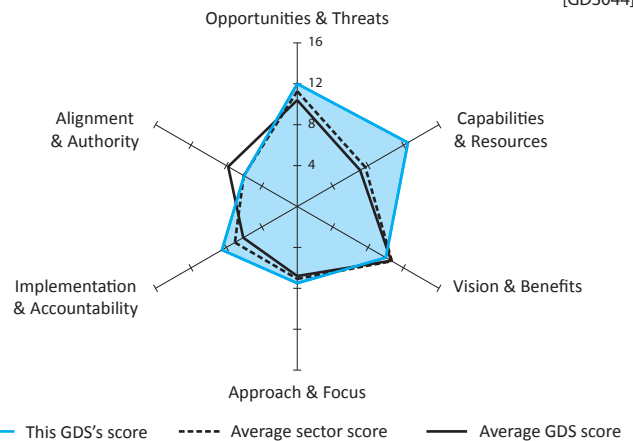 [GDS044]
Opportunities & Threats
16
12
8
4
Alignment
& Authority
Capabilities
& Resources
Implementation
& Accountability
Vision & Benefits
Approach & Focus
This GDS's score
Average sector score
Average GDS score